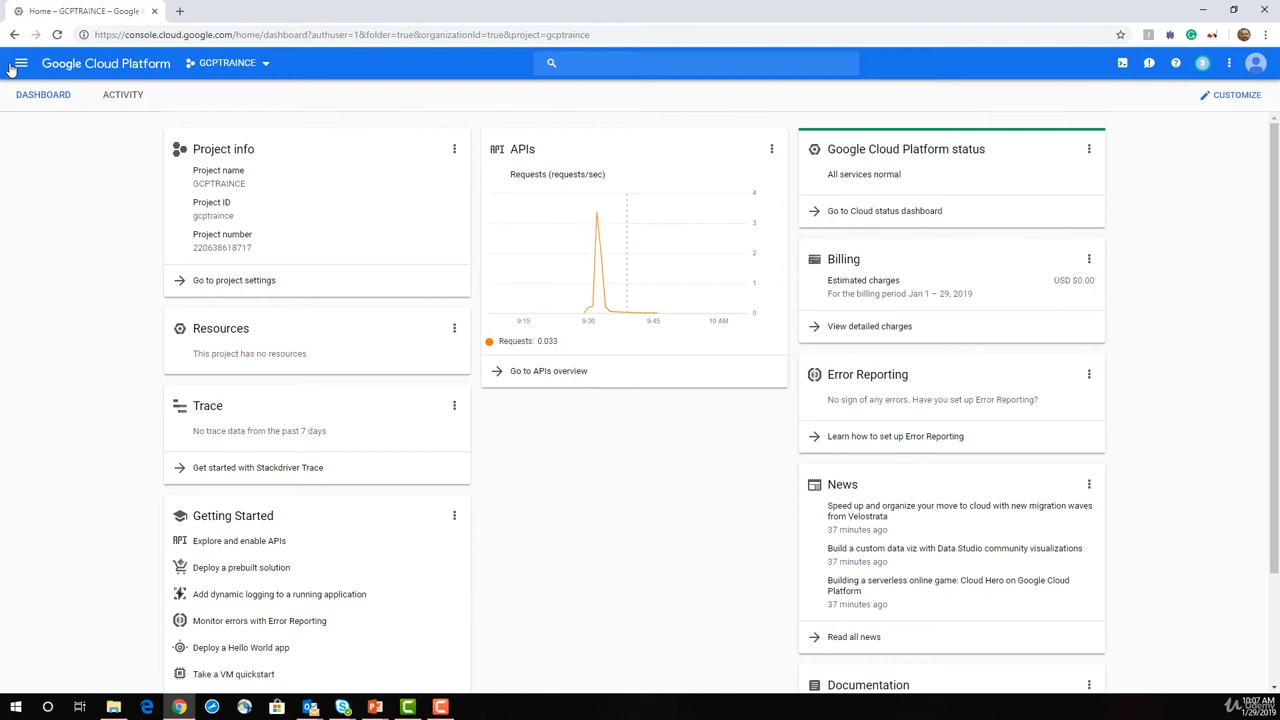 Home – GCPTRAINCE – Google C
https://console.cloud.google.com/home/dashboard?authuser=1&folder=true&organizationId=true&project=gcptraince
Google Cloud Platform
GCPTRAINCE
3
DASHBOARD
ACTIVITY
CUSTOMIZE
Project info
Project name
GCPTRAINCE
Project ID
gcptraince
Project number
220638618717
Go to project settings
Resources
This project has no resources
Trace
No trace data from the past 7 days
Get started with Stackdriver Trace
Getting Started
API Explore and enable APIs
Deploy a prebuilt solution
Add dynamic logging to a running application
Monitor errors with Error Reporting
Deploy a Hello World app
Take a VM quickstart
API APIs
Requests (requests/sec)
4
3
2
1
0
9:15 9:30 9:45 10 AM
Requests: 0.033
Go to APIs overview
Google Cloud Platform status
All services normal
Go to Cloud status dashboard
Billing
Estimated charges USD $0.00
For the billing period Jan 1 – 29, 2019
View detailed charges
Error Reporting
No sign of any errors. Have you set up Error Reporting?
Learn how to set up Error Reporting
News
Speed up and organize your move to cloud with new migration waves
from Velostrata
37 minutes ago
Build a custom data viz with Data Studio community visualizations
37 minutes ago
Building a serverless online game: Cloud Hero on Google Cloud
Platform
37 minutes ago
Read all news
Documentation
10:07 AM
1/29/2019
Udemy